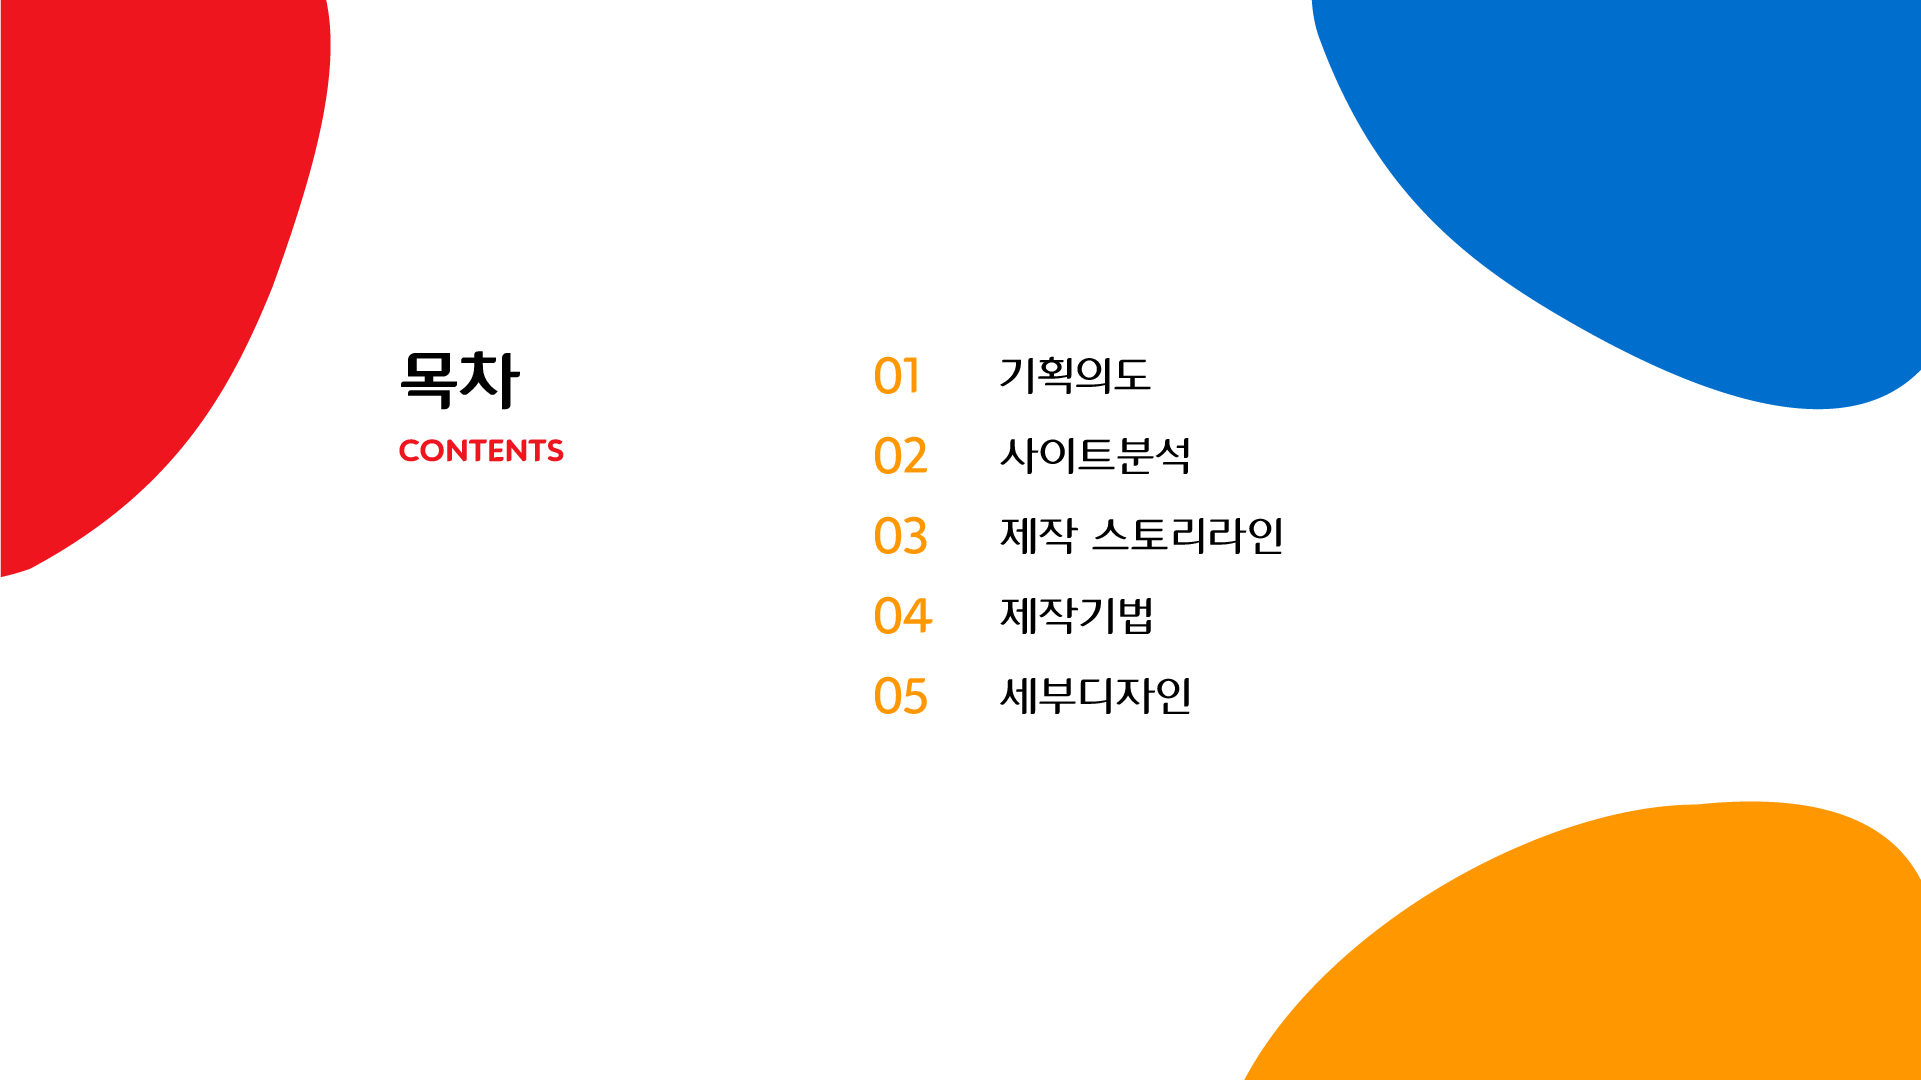 목차
CONTENTS
01 기획의도
02 사이트분석
03 제작 스토리라인
04 제작기법
05 세부디자인